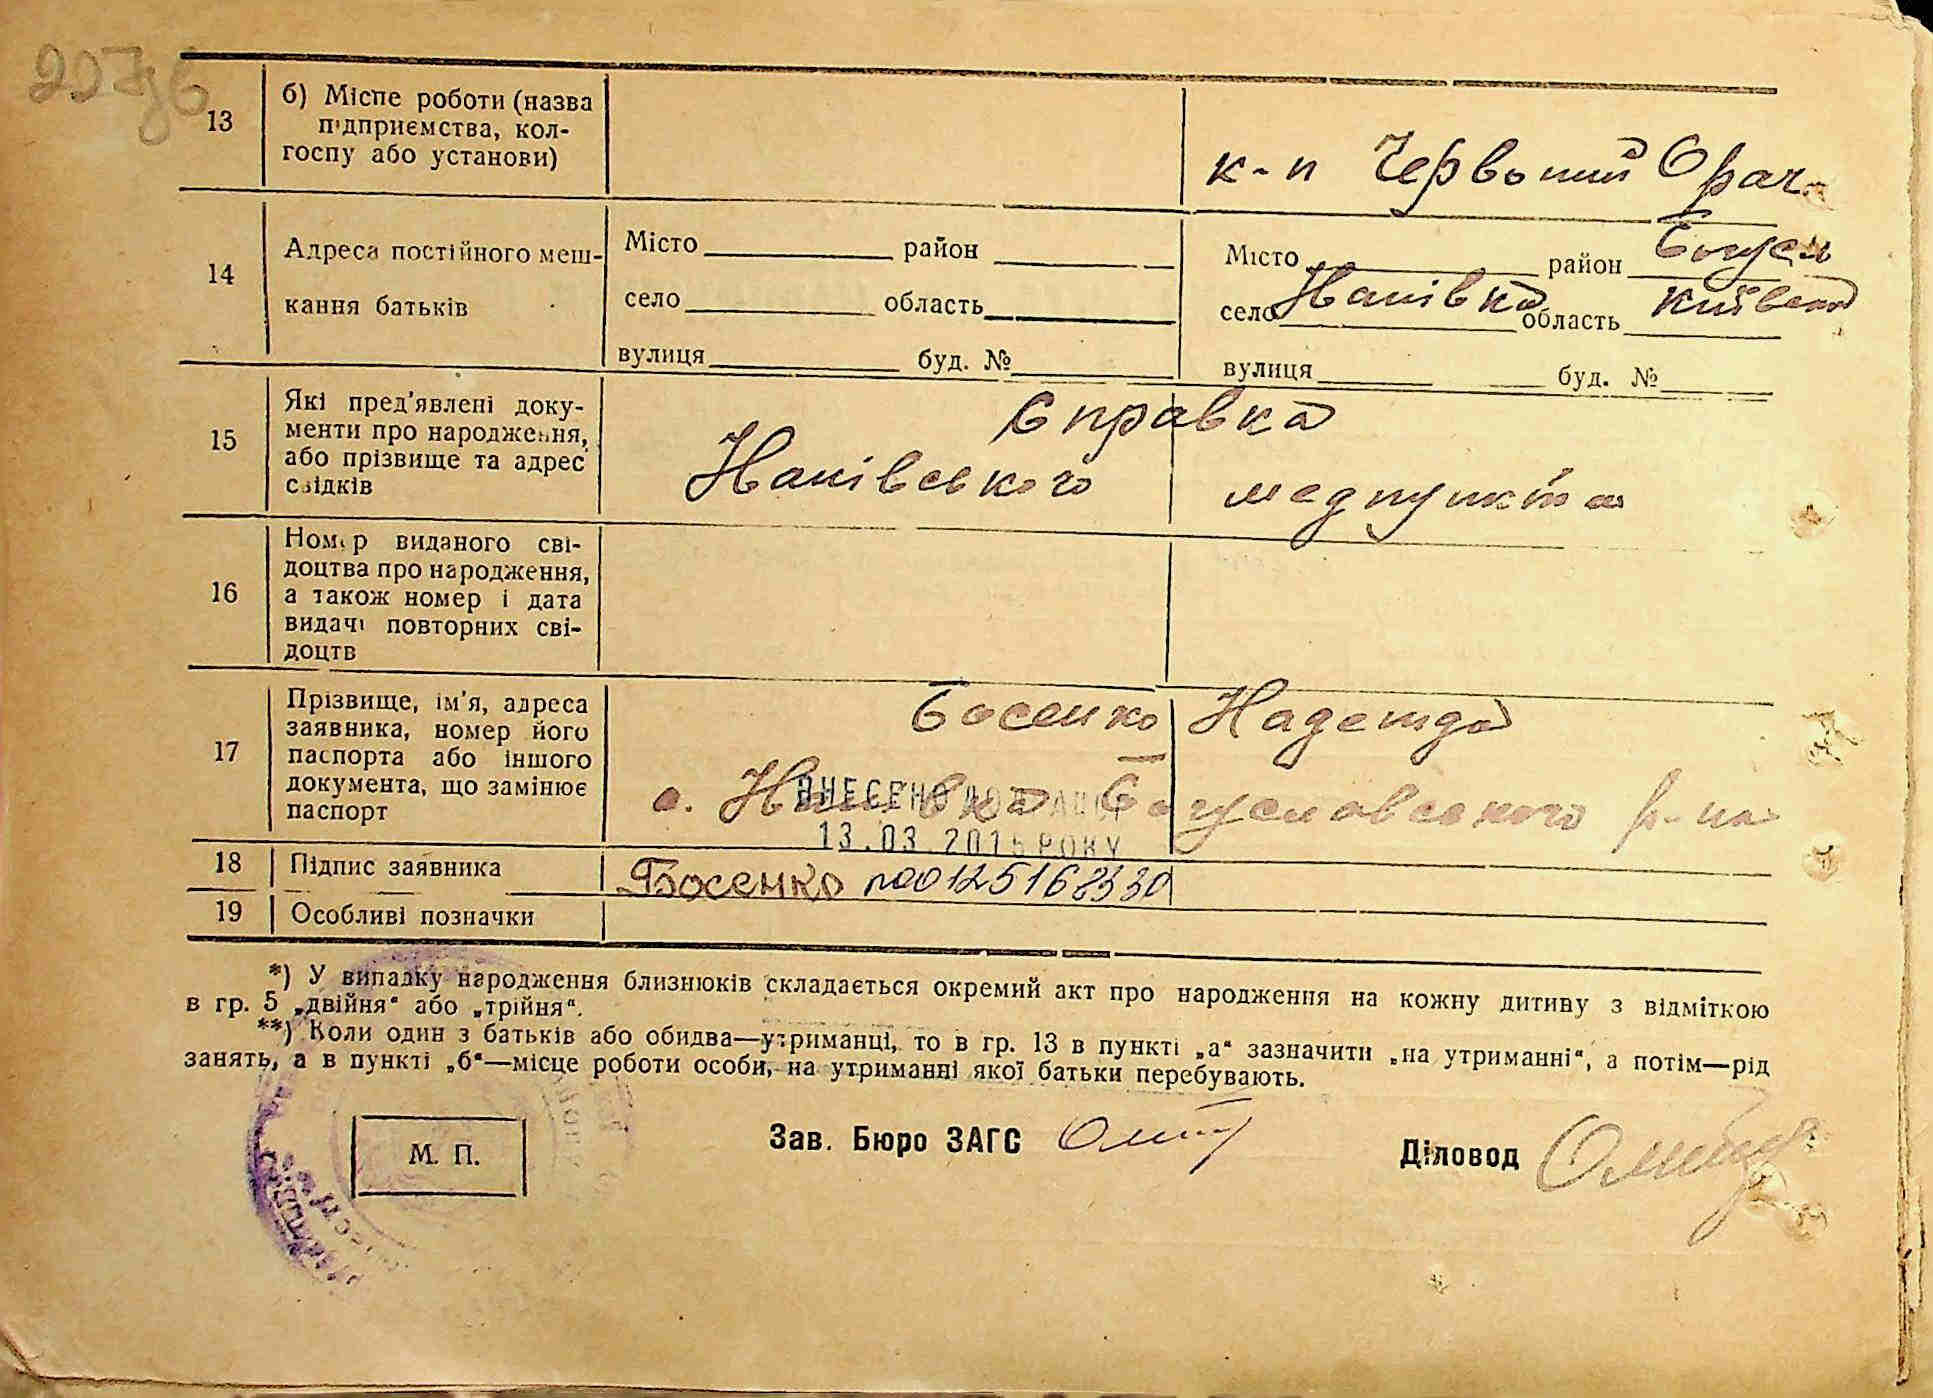 13
б) Місце роботи (назва
підприємства, кол-
госпу або установи)
к-п Червоний Орач
14
Адреса постійного меш-
кання батьків
Місто район
село область
вулиця буд. №
Місто район Богусл
село область Київська
вулиця буд. №
15
Які пред'явлені доку-
менти про народження,
або прізвище та адрес
свідків
Справка
медпункта
16
Номер виданого сві-
доцтва про народження,
а також номер і дата
видачі повторних сві-
доцтв
17
Прізвище, ім'я, адреса
заявника, номер його
паспорта або іншого
документа, що замінює
паспорт
Босенко Надежда
с. Богуславського р-на
ВНЕСЕНО ДО
13.03.2015 РОКУ
18 Підпис заявника
Босенко №00125168330
19 Особливі позначки
*) У випадку народження близнюків складається окремий акт про народження на кожну дитину з відміткою
в гр. 5 „двійня“ або „трійня“.
**) Коли один з батьків або обидва—утриманці, то в гр. 13 в пункті „а“ зазначити „на утриманні“, а потім—рід
занять, а в пункті „б“—місце роботи особи, на утриманні якої батьки перебувають.
М. П.
Зав. Бюро ЗАГС
Діловод